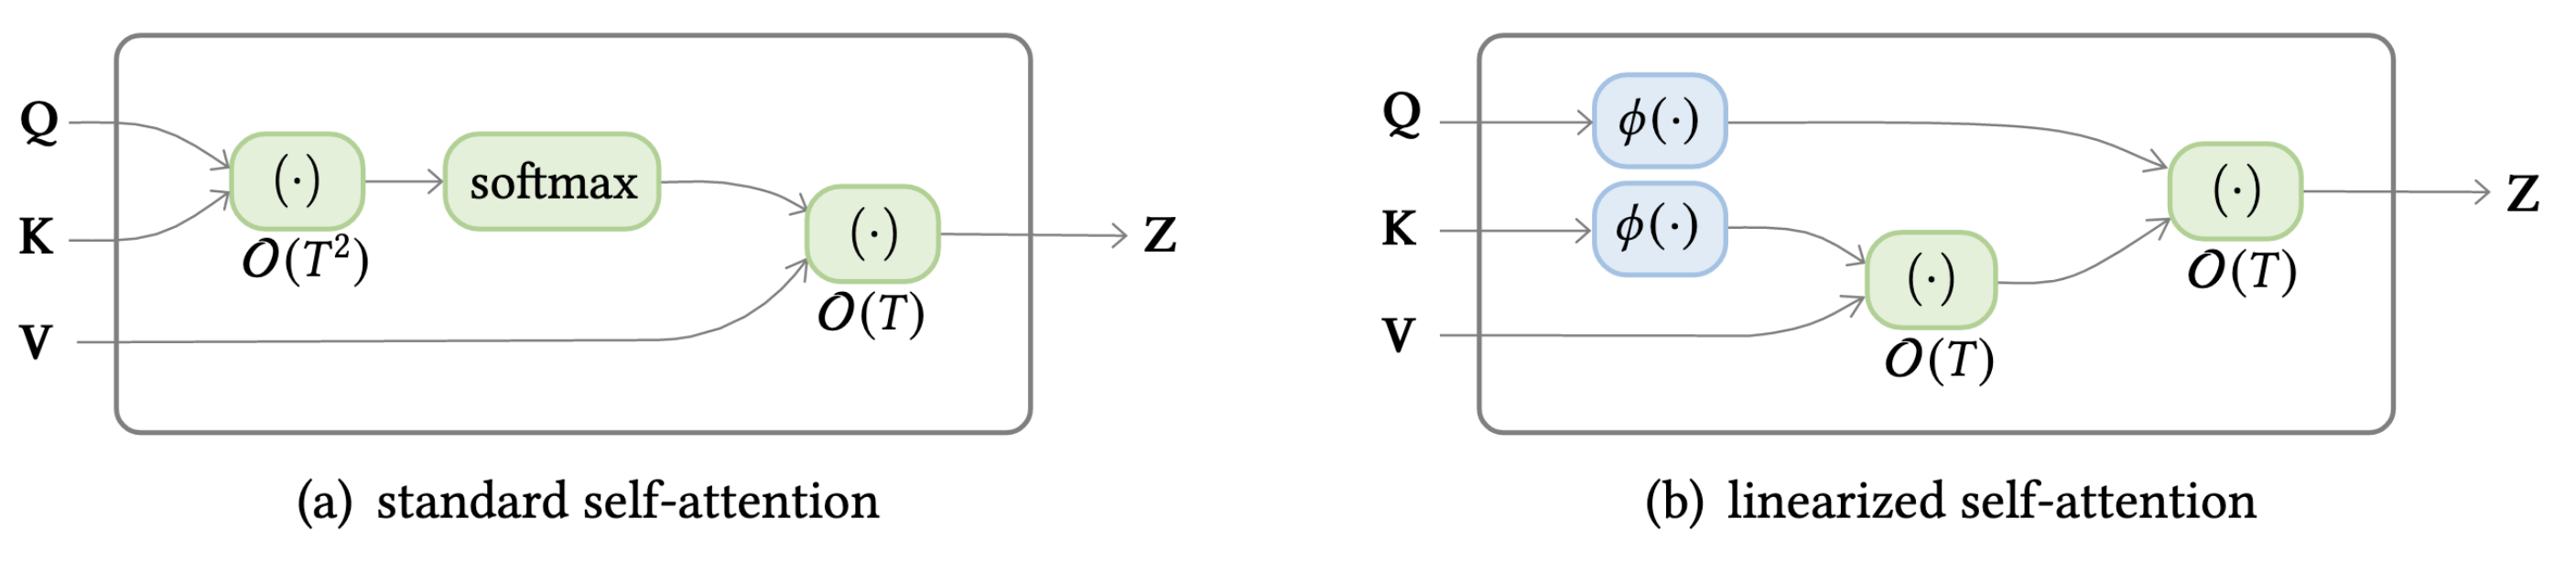 Q
K
V
(·)
O(T²)
softmax
(·)
O(T)
Z
(a) standard self-attention
Q
K
V
ϕ(·)
ϕ(·)
(·)
O(T)
(·)
O(T)
Z
(b) linearized self-attention